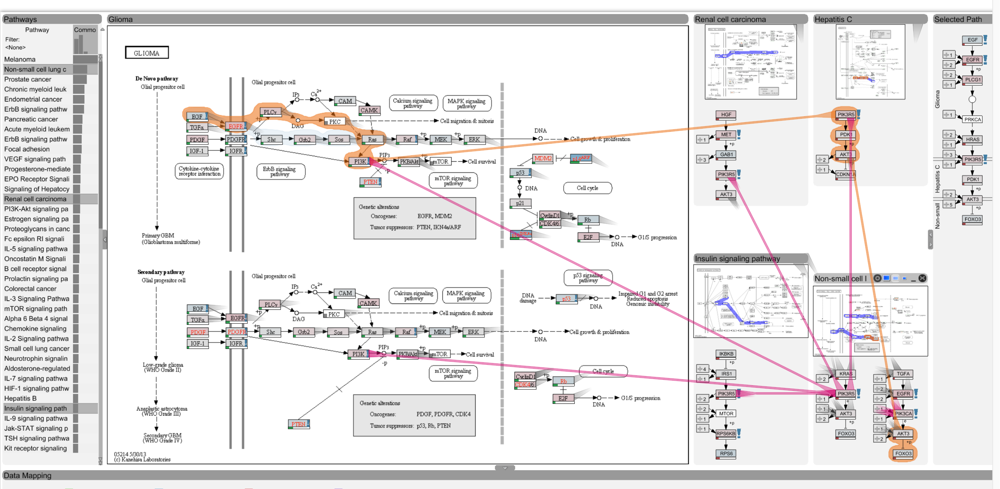 Pathways
Pathway Commo
Filter:
<None>
Melanoma
Non-small cell lung c
Prostate cancer
Chronic myeloid leuk
Endometrial cancer
ErbB signaling pathw
Pancreatic cancer
Acute myeloid leukem
ErbB signaling pathw
Focal adhesion
VEGF signaling path
Progesterone-mediate
EPO Receptor Signali
Signaling of Hepatocy
Renal cell carcinoma
PI3K-Akt signaling pa
Estrogen signaling pa
Proteoglycans in canc
Fc epsilon RI signali
IL-5 signaling pathwa
Oncostatin M Signali
B cell receptor signal
Prolactin signaling pa
Colorectal cancer
IL-3 Signaling Pathwa
mTOR signaling path
Alpha 6 Beta 4 signal
Chemokine signaling
IL-2 Signaling pathwa
Small cell lung cancer
Neurotrophin signalin
Aldosterone-regulated
IL-7 signaling pathwa
HIF-1 signaling pathw
Hepatitis B
Insulin signaling path
IL-9 signaling pathwa
Jak-STAT signaling p
TSH signaling pathwa
Kit receptor signaling
Glioma
GLIOMA
De Novo pathway
Glial progenitor cell
Glial progenitor cell
IP3 Ca2+
CAM
CAMK
Calcium signaling
pathway
MAPK signaling
pathway
EGF
PLCγ
+p
DAG
PKC
Cell migration & mitosis
TGFα
EGFR
PDGF
PDGFR
+p
Shc
Grb2
Sos
Ras
Raf
+p
MEK
+p
ERK
DNA
Cell growth & proliferation
IGF-1
IGFR
PI3K
PIP3
-p
PKB/Akt
+p
mTOR
Cell survival
PTEN
Cytokine-cytokine
receptor interaction
ErbB signaling
pathway
mTOR signaling
pathway
MDM2
p14ARF
p53
DNA
Cell cycle
p21
CyclinD1
CDK4/6
+p
Rb
p16INK4a
E2F
DNA
G1/S progression
Genetic alterations
Oncogenes: EGFR, MDM2
Tumor suppressors: PTEN, IKN4a/ARF
Primary GBM
(Glioblastoma multiforme)
Secondary pathway
Glial progenitor cell
Glial progenitor cell
IP3 Ca2+
CAM
CAMK
Calcium signaling
pathway
MAPK signaling
pathway
p53 signaling
pathway
EGF
PLCγ
+p
DAG
PKC
Cell migration & mitosis
DNA
damage
p53
DNA
Impaired G1 and G2 arrest
Reduced apoptosis
Genomic instability
TGFα
EGFR
PDGF
PDGFR
+p
Shc
Grb2
Sos
Ras
Raf
+p
MEK
+p
ERK
DNA
Cell growth & proliferation
IGF-1
IGFR
PI3K
PIP3
-p
PKB/Akt
+p
mTOR
Cell survival
mTOR signaling
pathway
Cell cycle
CyclinD1
CDK4/6
+p
Rb
E2F
DNA
G1/S progression
Low-grade glioma
(WHO Grade II)
Anaplastic astrocytoma
(WHO Grade III)
Secondary GBM
(WHO Grade IV)
PTEN
Genetic alterations
Oncogenes: PDGF, PDGFR, CDK4
Tumor suppressors: p53, Rb, PTEN
05214 5/30/13
(c) Kanehisa Laboratories
Renal cell carcinoma
HGF
MET
+1
+p
GAB1
+3
PIK3R5
AKT3
Insulin signaling pathway
IKBKB
+p
+4
IRS1
+1
PIK3R5
+2
+2
MTOR
+1
+p
+1
RPS6KB
RPS6
Hepatitis C
PIK3R5
PDK1
+p
AKT3
+2
+p
+1
CDKN1A
Non-small cell l
KRAS
+2
PIK3R5
+1
e
+1
AKT3
+2
+p
FOXO3
TGFA
+1
+2
EGFR
+2
+1
PIK3CA
+1
e
+1
AKT3
+2
+p
FOXO3
Selected Path
Glioma
EGF
+1
EGFR
+2
+p
+2
PLCG1
+1
+1
PRKCA
+2
HRAS
+1
+3
PIK3R5
+1
Hepatitis C
PDK1
+p
+2
AKT3
+5
+p
Non-small
FOXO3
Data Mapping